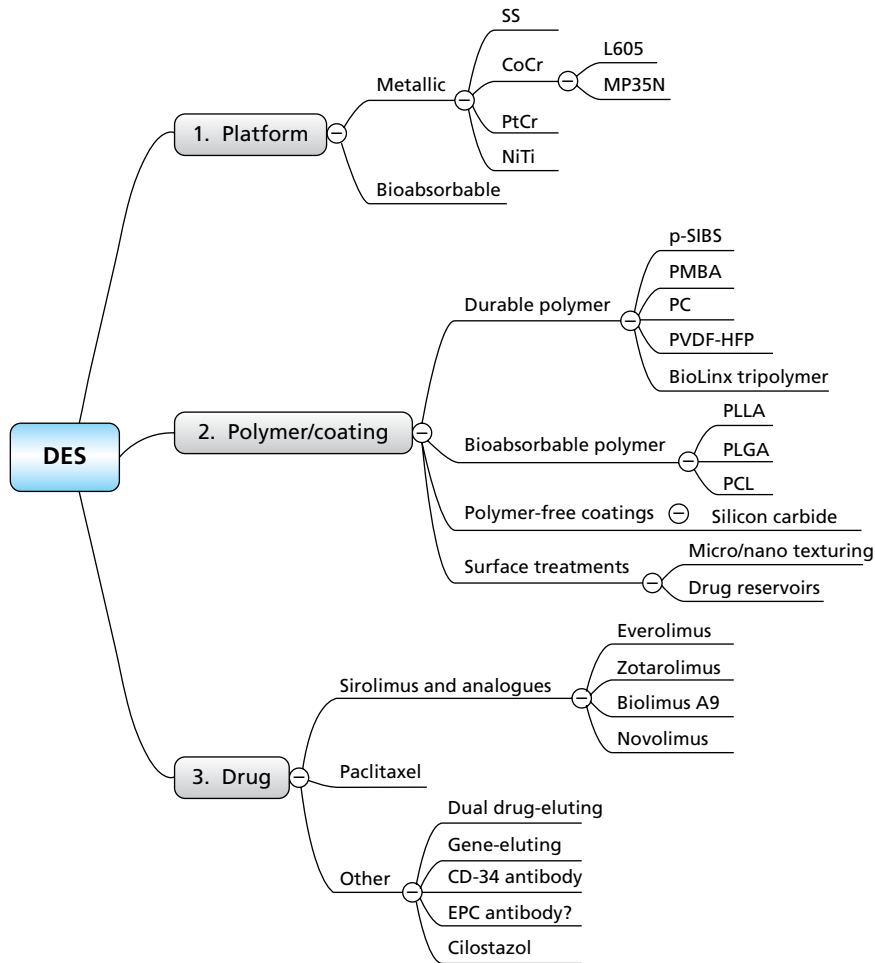 DES
1. Platform
Metallic
SS
CoCr
L605
MP35N
PtCr
NiTi
Bioabsorbable
2. Polymer/coating
Durable polymer
p-SIBS
PMBA
PC
PVDF-HFP
BioLinx tripolymer
Bioabsorbable polymer
PLLA
PLGA
PCL
Polymer-free coatings
Silicon carbide
Surface treatments
Micro/nano texturing
Drug reservoirs
3. Drug
Sirolimus and analogues
Everolimus
Zotarolimus
Biolimus A9
Novolimus
Paclitaxel
Other
Dual drug-eluting
Gene-eluting
CD-34 antibody
EPC antibody?
Cilostazol